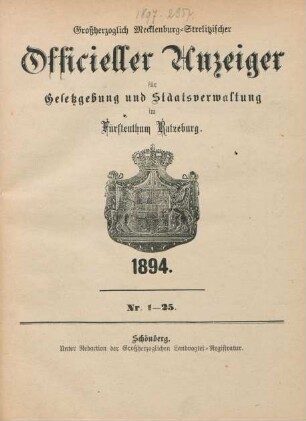 Großherzoglich Mecklenburg-Strelitzischer
Officieller Anzeiger
für
Gesetzgebung und Staatsverwaltung
im
Fürstenthum Ratzeburg.
1894.
Nr. 1—25.
Schönberg.
Unter Redaction der Großherzoglichen Landvogtei-Registratur.